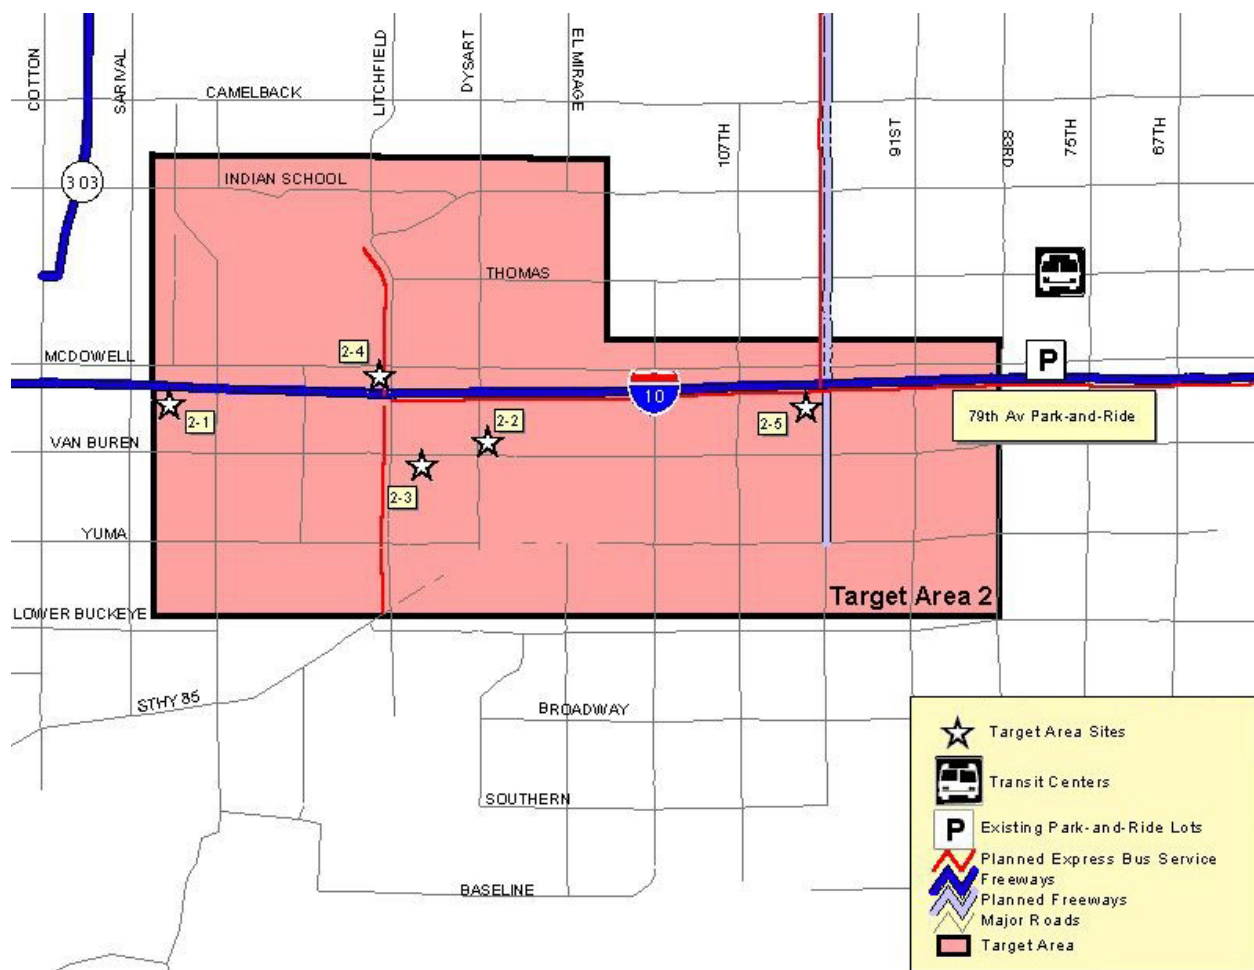 COTTON
SARIVAL
CAMELBACK
LITCHFIELD
DYSART
EL MIRAGE
107TH
91ST
83RD
75TH
67TH
303
INDIAN SCHOOL
THOMAS
MCDOWELL
2-4
10
2-1
2-2
2-5
79th Av Park-and-Ride
P
VAN BUREN
2-3
YUMA
Target Area 2
LOWER BUCKEYE
STHY 85
BROADWAY
SOUTHERN
BASELINE
Target Area Sites
Transit Centers
P Existing Park-and-Ride Lots
Planned Express Bus Service
Freeways
Planned Freeways
Major Roads
Target Area